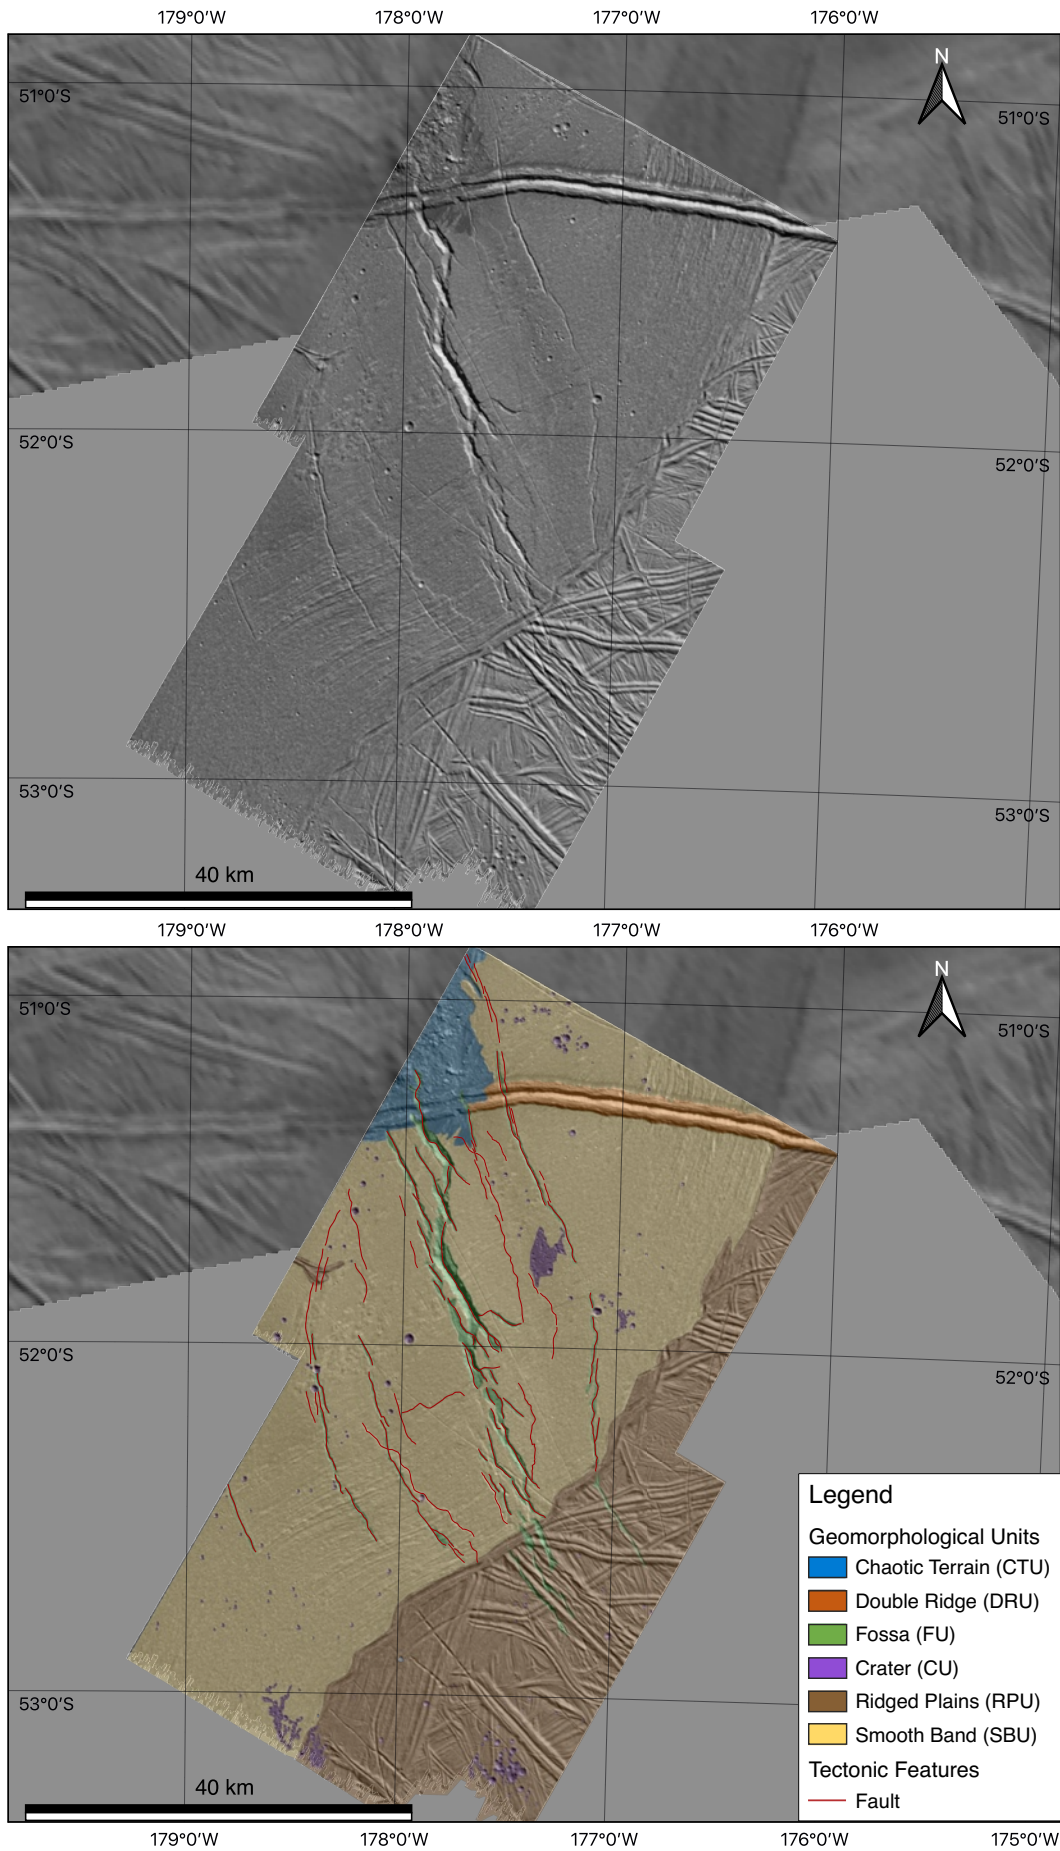 179°0'W 178°0'W 177°0'W 176°0'W
N
51°0'S
51°0'S
52°0'S
52°0'S
53°0'S
53°0'S
40 km
179°0'W 178°0'W 177°0'W 176°0'W
N
51°0'S
51°0'S
52°0'S
52°0'S
53°0'S
Legend
Geomorphological Units
Chaotic Terrain (CTU)
Double Ridge (DRU)
Fossa (FU)
Crater (CU)
Ridged Plains (RPU)
Smooth Band (SBU)
Tectonic Features
Fault
40 km
179°0'W 178°0'W 177°0'W 176°0'W 175°0'W